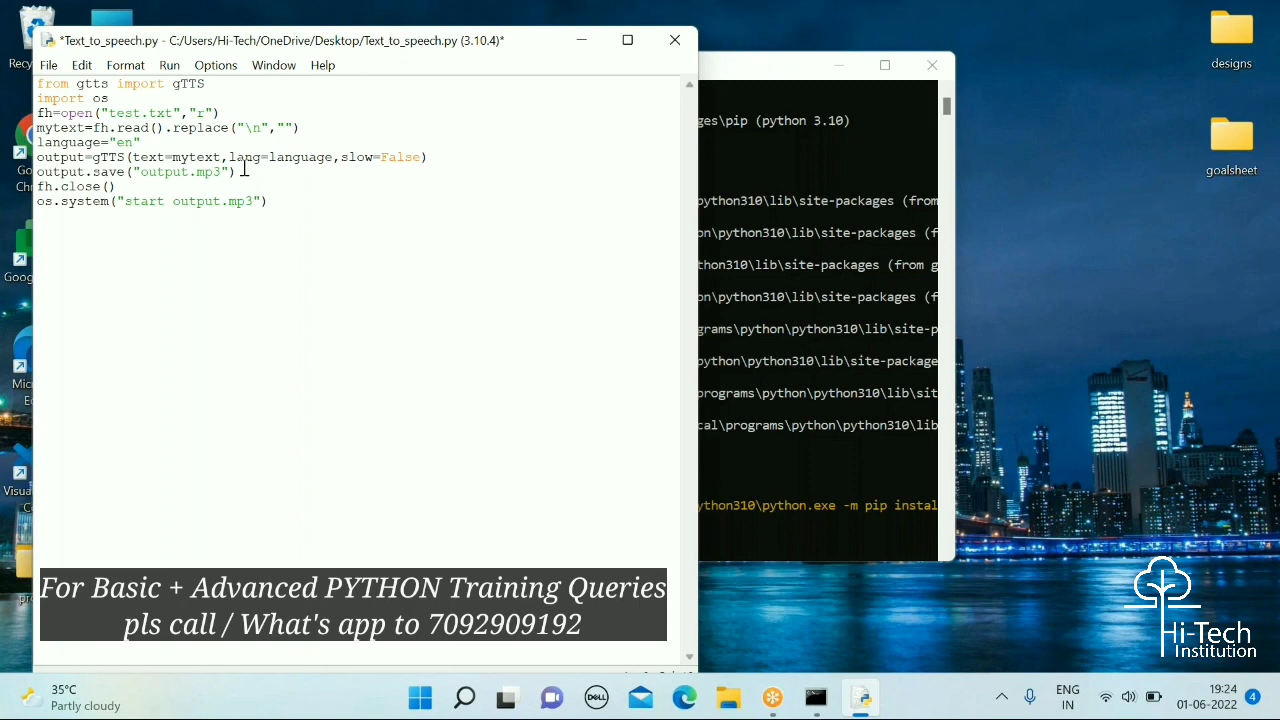 *Text_to_speech.py - C:/Users/Hi-Tech/OneDrive/Desktop/Text_to_speech.py (3.10.4)*
File Edit Format Run Options Window Help
from gtts import gTTS
import os
fh=open("test.txt","r")
mytext=fh.read().replace("\n","")
language="en"
output=gTTS(text=mytext,lang=language,slow=False)
output.save("output.mp3")
fh.close()
os.system("start output.mp3")
ges\pip (python 3.10)
python310\lib\site-packages (from
on\python310\lib\site-packages (f
thon310\lib\site-packages (from g
on\python310\lib\site-packages (f
grams\python\python310\lib\site-p
python\python310\lib\site-package
programs\python\python310\lib\sit
cal\programs\python\python310\lib
ython310\python.exe -m pip instal
designs
goalsheet
For Basic + Advanced PYTHON Training Queries
pls call / What's app to 7092909192
Hi-Tech
Institution
35°C
Partly cloudy
DELL
ENG
IN
19:24
01-06-2022
4